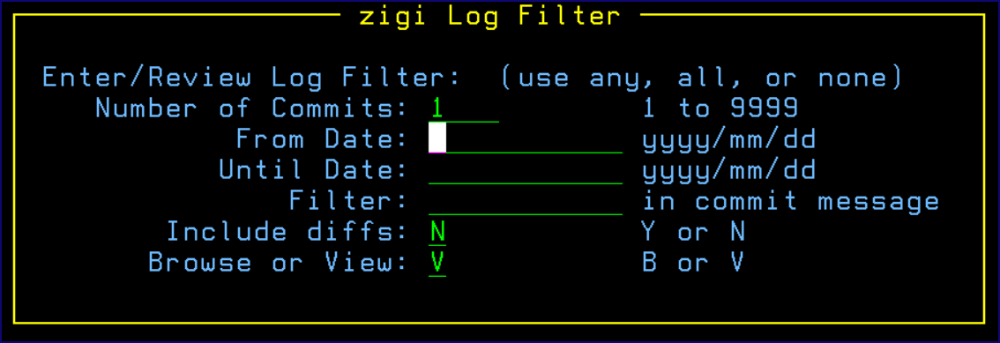 zigi Log Filter
Enter/Review Log Filter: (use any, all, or none)
Number of Commits: 1 1 to 9999
From Date: yyyy/mm/dd
Until Date: yyyy/mm/dd
Filter: in commit message
Include diffs: N Y or N
Browse or View: V B or V